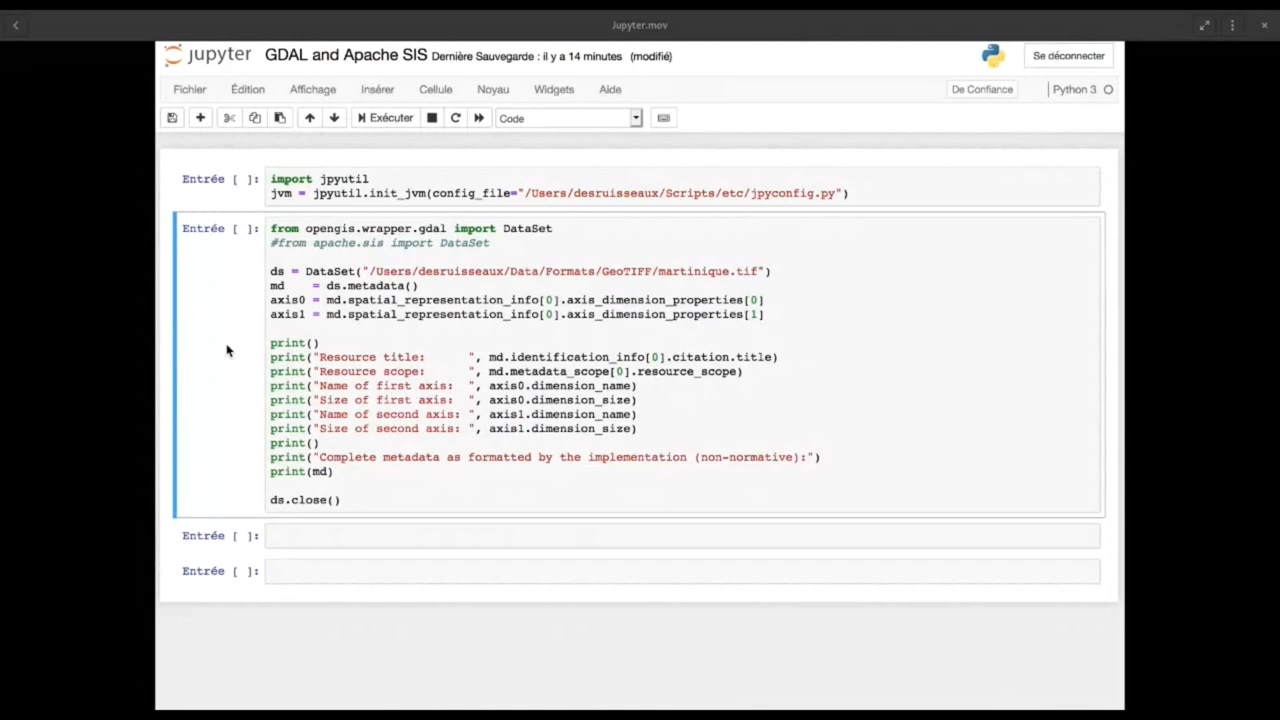 Jupyter.mov
jupyter GDAL and Apache SIS Dernière Sauvegarde : il y a 14 minutes (modifié) Se déconnecter
Fichier Édition Affichage Insérer Cellule Noyau Widgets Aide De Confiance Python 3
Exécuter Code
Entrée [ ]: import jpyutil
jvm = jpyutil.init_jvm(config_file="/Users/desruisseaux/Scripts/etc/jpyconfig.py")
Entrée [ ]: from opengis.wrapper.gdal import DataSet
#from apache.sis import DataSet
ds = DataSet("/Users/desruisseaux/Data/Formats/GeoTIFF/martinique.tif")
md    = ds.metadata()
axis0 = md.spatial_representation_info[0].axis_dimension_properties[0]
axis1 = md.spatial_representation_info[0].axis_dimension_properties[1]
print()
print("Resource title:      ", md.identification_info[0].citation.title)
print("Resource scope:      ", md.metadata_scope[0].resource_scope)
print("Name of first axis:  ", axis0.dimension_name)
print("Size of first axis:  ", axis0.dimension_size)
print("Name of second axis: ", axis1.dimension_name)
print("Size of second axis: ", axis1.dimension_size)
print()
print("Complete metadata as formatted by the implementation (non-normative):")
print(md)
ds.close()
Entrée [ ]:
Entrée [ ]: